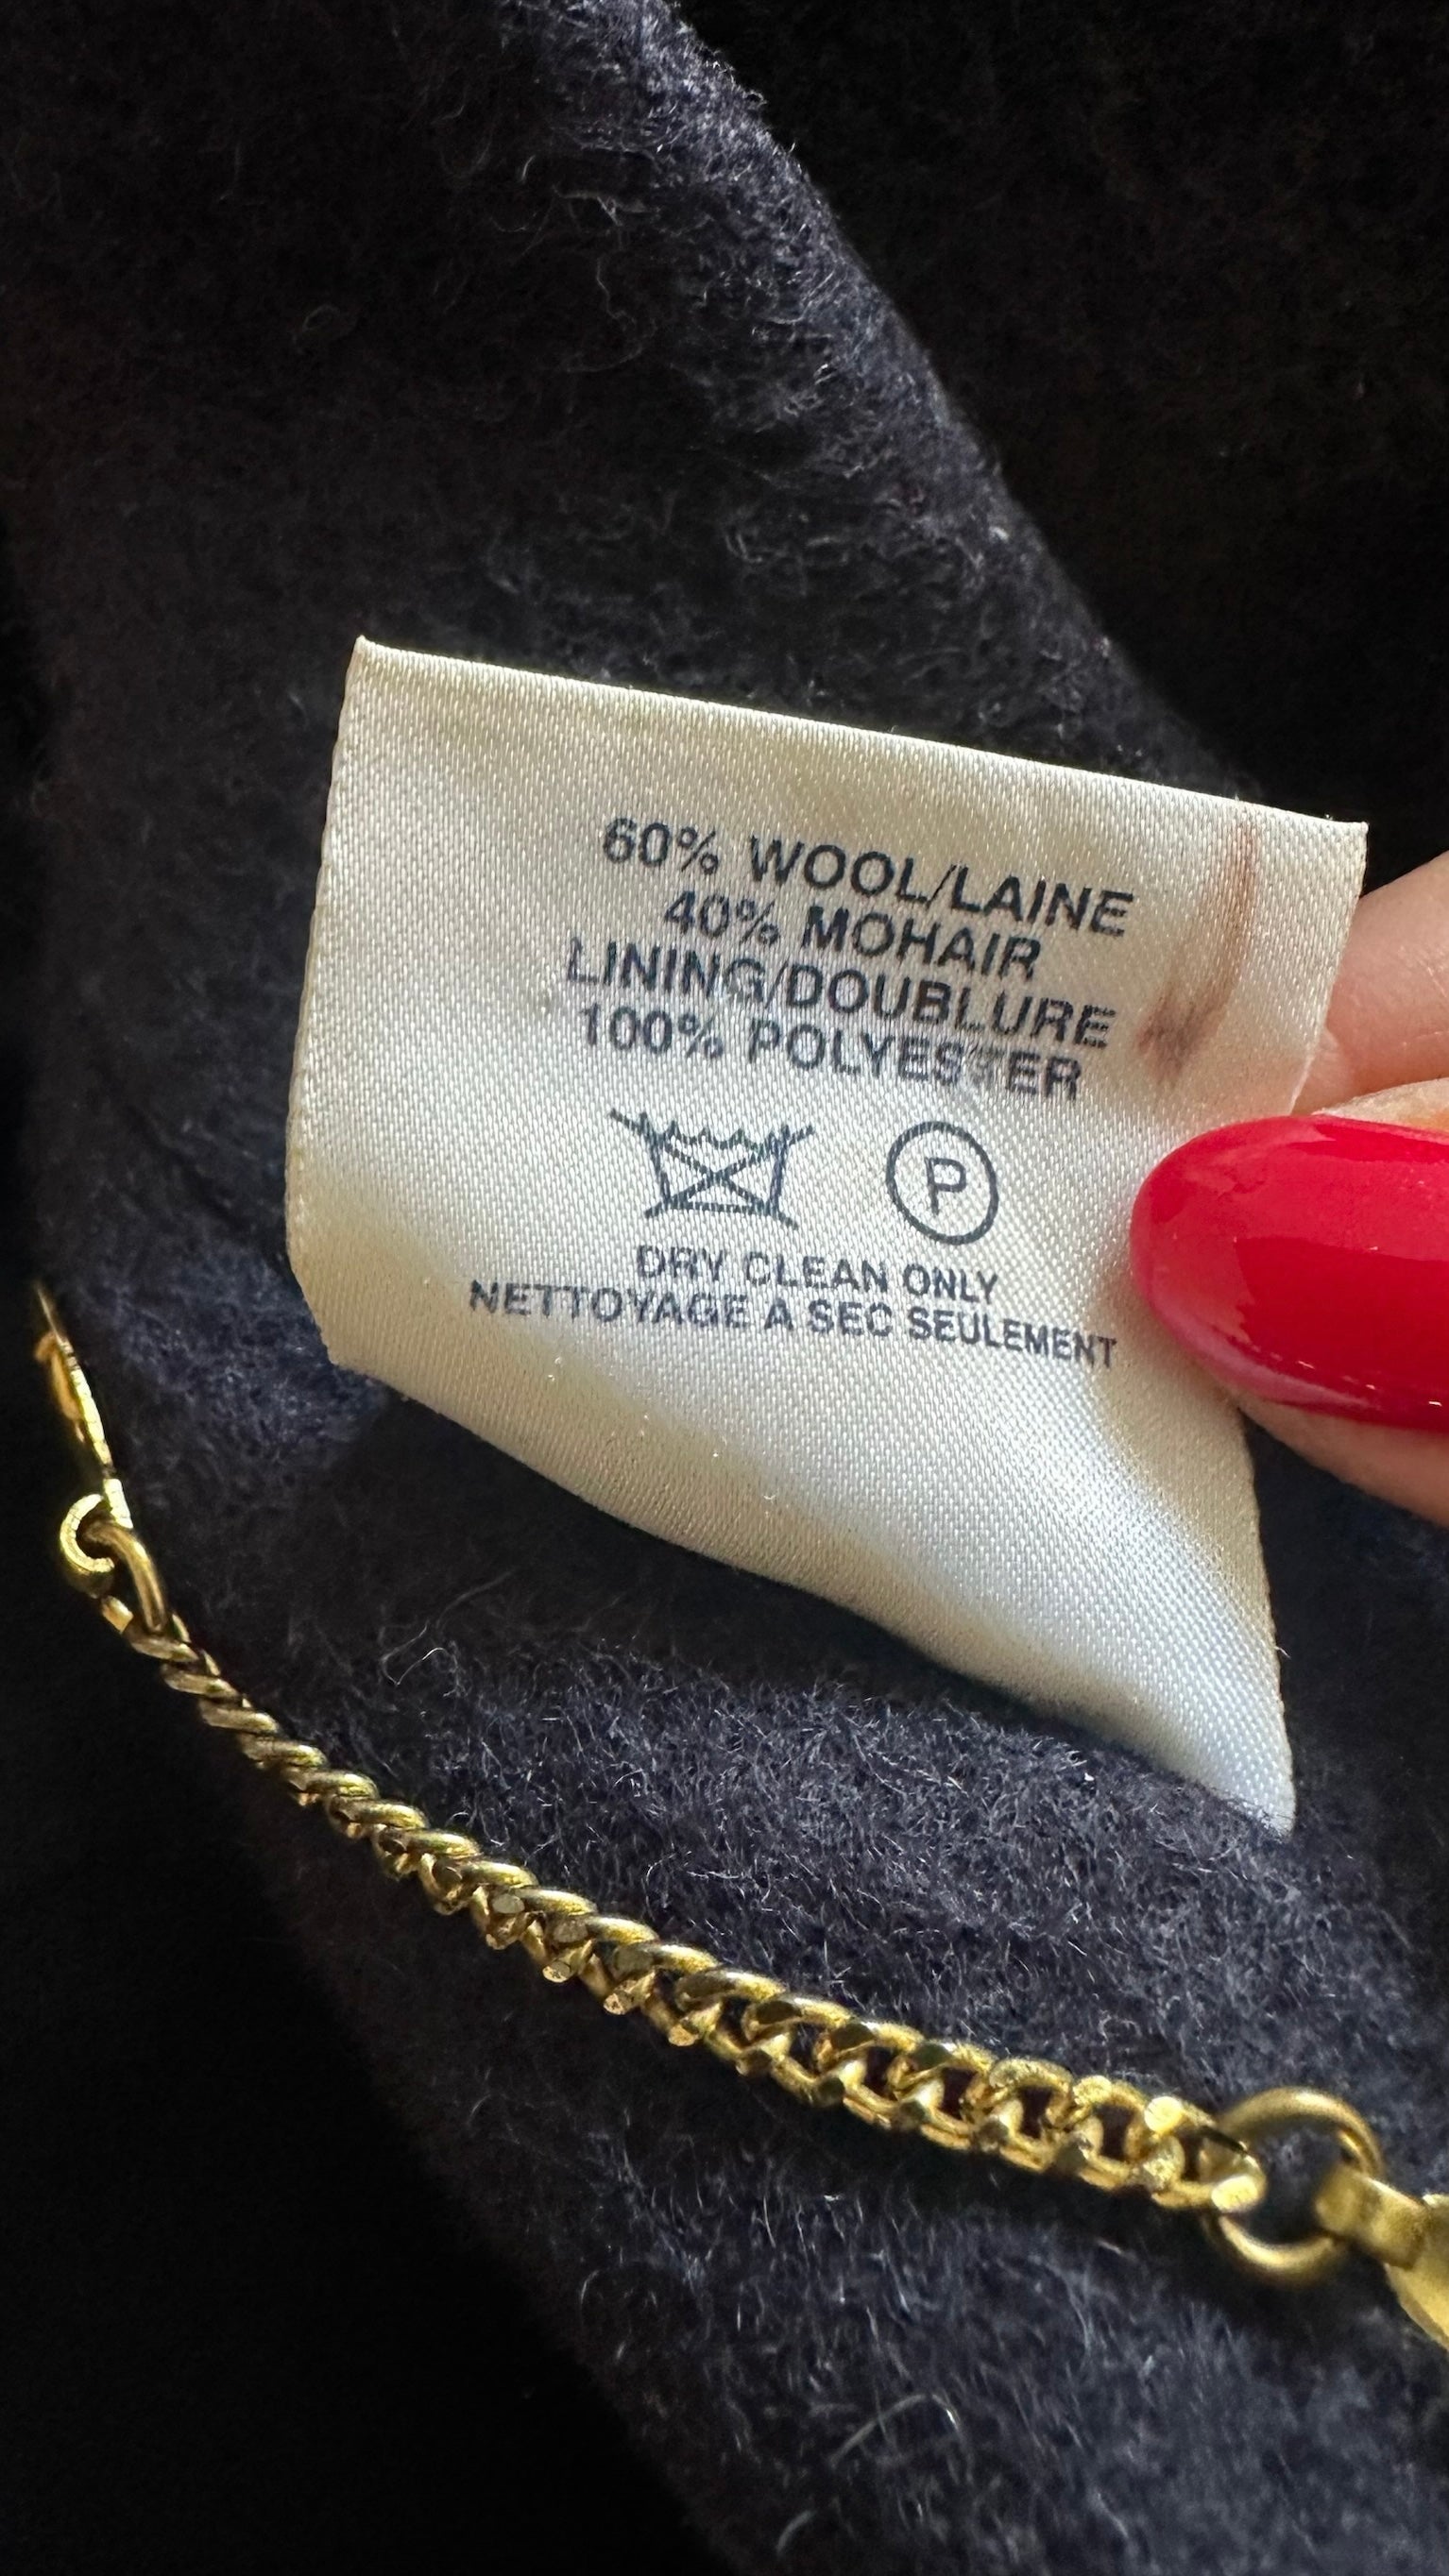 60% WOOL/LAINE
40% MOHAIR
LINING/DOUBLURE
100% POLYESTER
P
DRY CLEAN ONLY
NETTOYAGE A SEC SEULEMENT